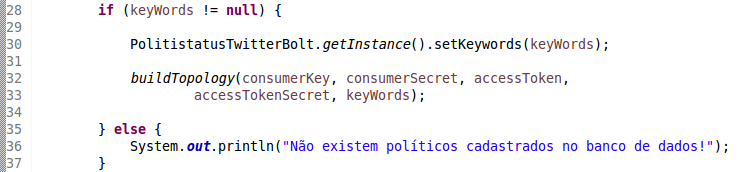 28 if (keyWords != null) {
29
30 PolitistatusTwitterBolt.getInstance().setKeywords(keyWords);
31
32 buildTopology(consumerKey, consumerSecret, accessToken,
33 accessTokenSecret, keyWords);
34
35 } else {
36 System.out.println("Não existem políticos cadastrados no banco de dados!");
37 }